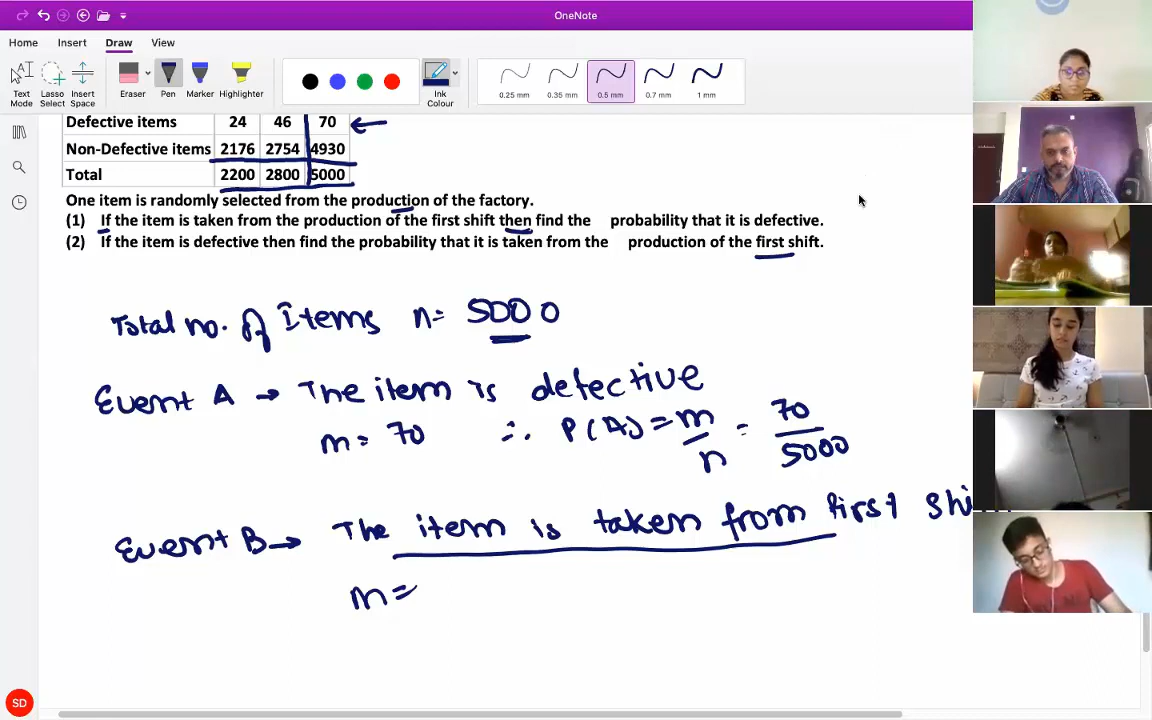 OneNote
Home Insert Draw View
Text Mode Lasso Select Insert Space Eraser Pen Marker Highlighter Ink Colour 0.25 mm 0.35 mm 0.5 mm 0.7 mm 1 mm
Defective items 24 46 70
Non-Defective items 2176 2754 4930
Total 2200 2800 5000
One item is randomly selected from the production of the factory.
(1) If the item is taken from the production of the first shift then find the probability that it is defective.
(2) If the item is defective then find the probability that it is taken from the production of the first shift.
Total no. of Items n= 5000
Event A → The item is defective
m = 70 ∴ P(A) = m/n = 70/5000
Event B → The item is taken from first shi
m =
SD